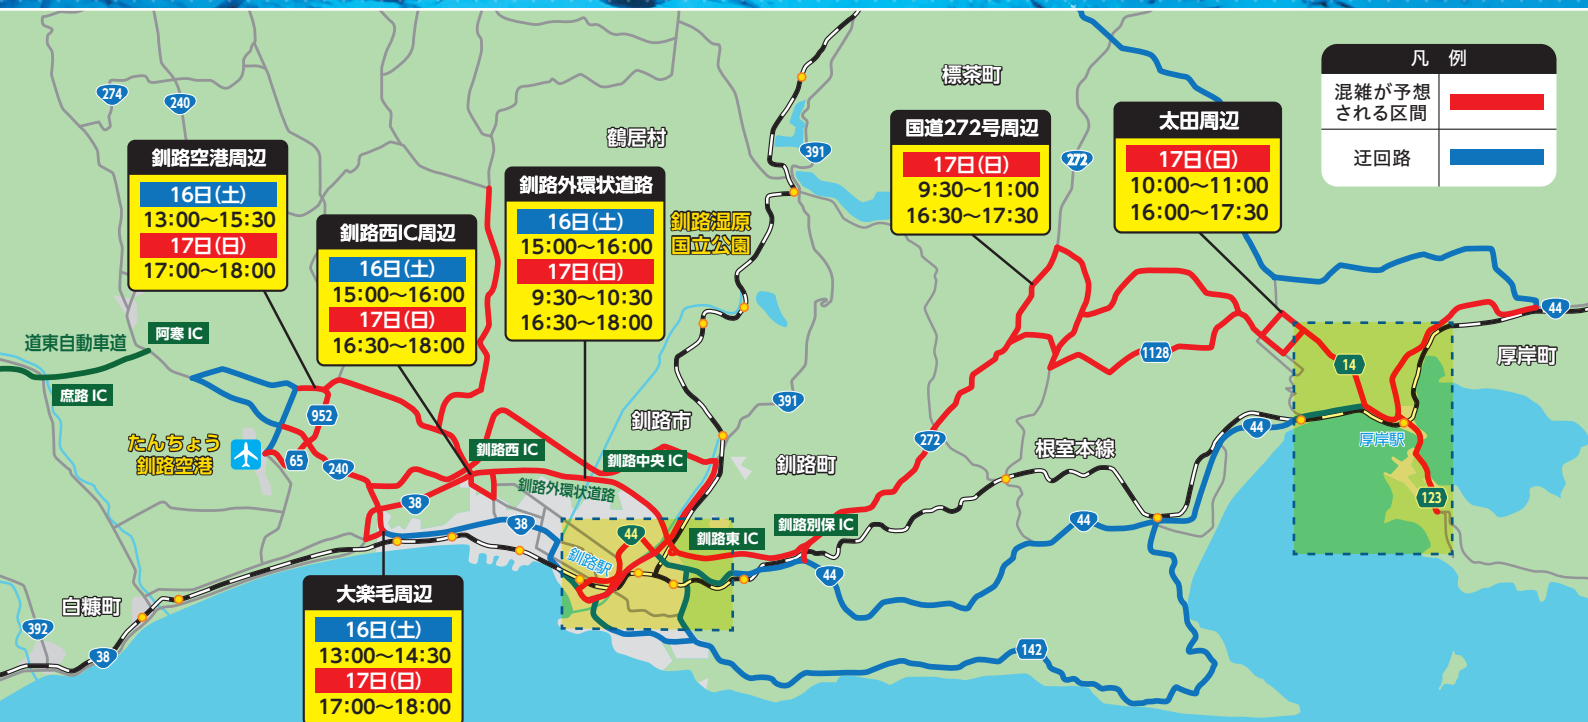 凡 例
混雑が予想
される区間
迂回路
標茶町
鶴居村
274
240
391
272
釧路空港周辺
16日(土)
13:00〜15:30
17日(日)
17:00〜18:00
釧路西IC周辺
16日(土)
15:00〜16:00
17日(日)
16:30〜18:00
釧路外環状道路
16日(土)
15:00〜16:00
17日(日)
9:30〜10:30
16:30〜18:00
釧路湿原
国立公園
国道272号周辺
17日(日)
9:30〜11:00
16:30〜17:30
太田周辺
17日(日)
10:00〜11:00
16:00〜17:30
44
厚岸町
道東自動車道
阿寒 IC
庶路 IC
1128
14
952
391
釧路市
たんちょう
釧路空港
65
240
釧路西 IC
釧路中央 IC
釧路町
272
根室本線
44
厚岸駅
釧路外環状道路
38
38
123
44
釧路東 IC
釧路別保 IC
44
釧路駅
44
白糠町
392
38
142
大楽毛周辺
16日(土)
13:00〜14:30
17日(日)
17:00〜18:00